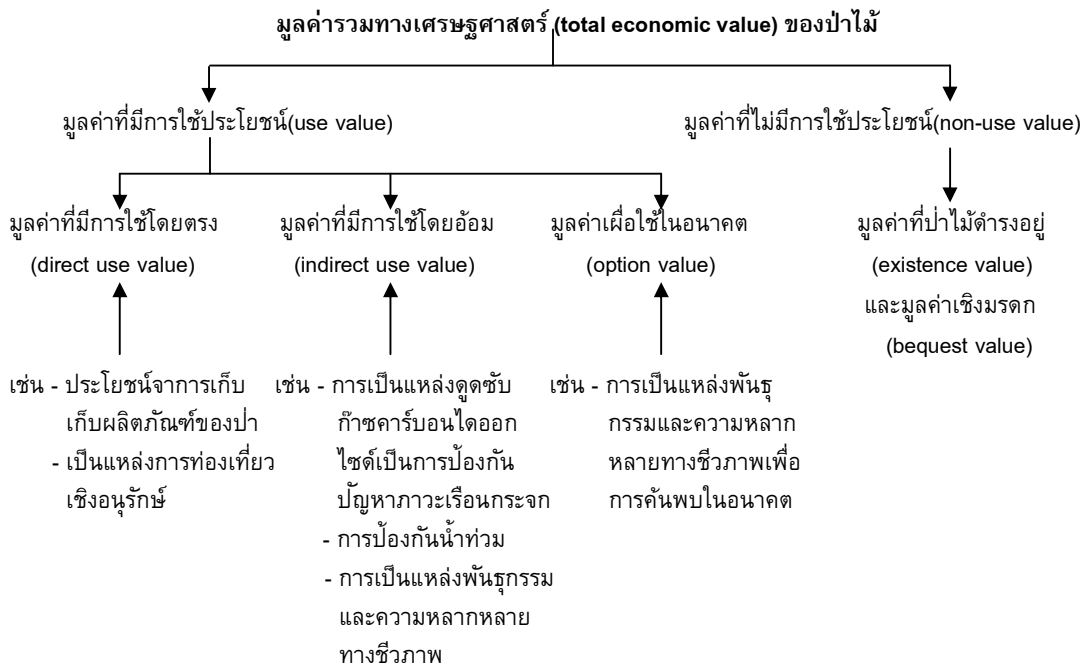 มูลค่ารวมทางเศรษฐศาสตร์ (total economic value) ของป่าไม้
มูลค่าที่มีการใช้ประโยชน์(use value)
มูลค่าที่ไม่มีการใช้ประโยชน์(non-use value)
มูลค่าที่มีการใช้โดยตรง
(direct use value)
มูลค่าที่มีการใช้โดยอ้อม
(indirect use value)
มูลค่าเผื่อใช้ในอนาคต
(option value)
มูลค่าที่ป่าไม้ดำรงอยู่
(existence value)
และมูลค่าเชิงมรดก
(bequest value)
เช่น - ประโยชน์จาการเก็บ
เก็บผลิตภัณฑ์ของป่า
- เป็นแหล่งการท่องเที่ยว
เชิงอนุรักษ์
เช่น - การเป็นแหล่งดูดซับ
ก๊าซคาร์บอนไดออก
ไซด์เป็นการป้องกัน
ปัญหาภาวะเรือนกระจก
- การป้องกันน้ำท่วม
- การเป็นแหล่งพันธุกรรม
และความหลากหลาย
ทางชีวภาพ
เช่น - การเป็นแหล่งพันธุ
กรรมและความหลาก
หลายทางชีวภาพเพื่อ
การค้นพบในอนาคต